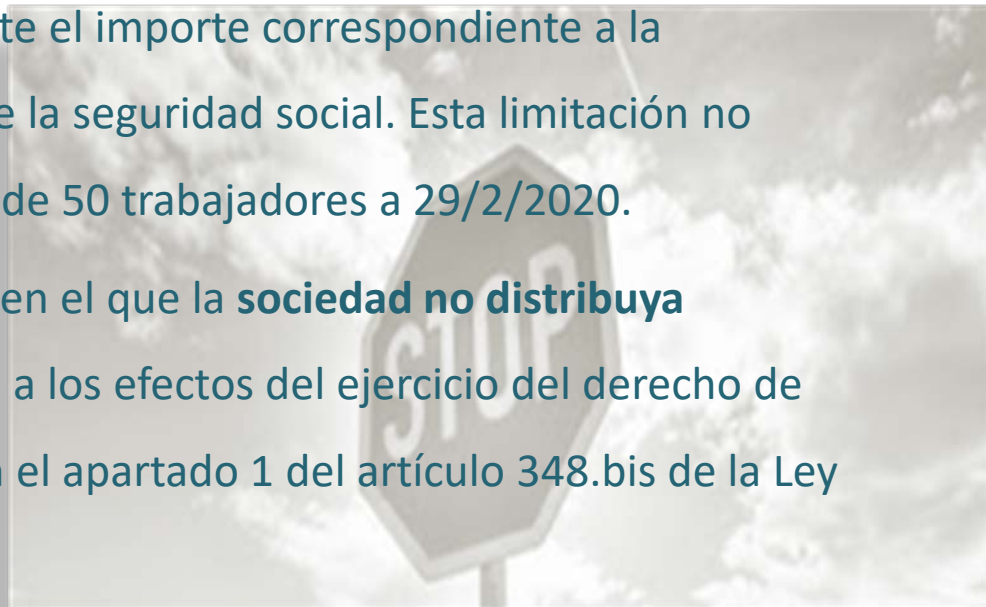 te el importe correspondiente a la
e la seguridad social. Esta limitación no
de 50 trabajadores a 29/2/2020.
en el que la sociedad no distribuya
a los efectos del ejercicio del derecho de
el apartado 1 del artículo 348.bis de la Ley
STOP